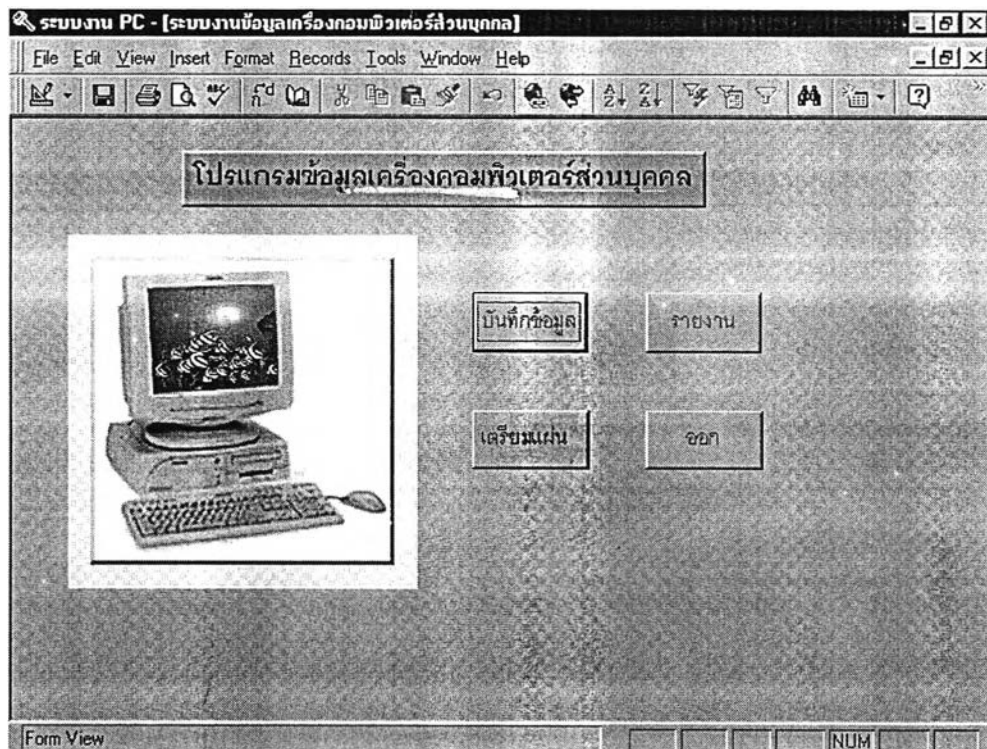 ระบบงาน PC - [ระบบงานข้อมูลเครื่องคอมพิวเตอร์ส่วนบุคคล]
File Edit View Insert Format Records Tools Window Help
โปรแกรมข้อมูลเครื่องคอมพิวเตอร์ส่วนบุคคล
บันทึกข้อมูล รายงาน
เตรียมแผ่น ออก
Form View NUM